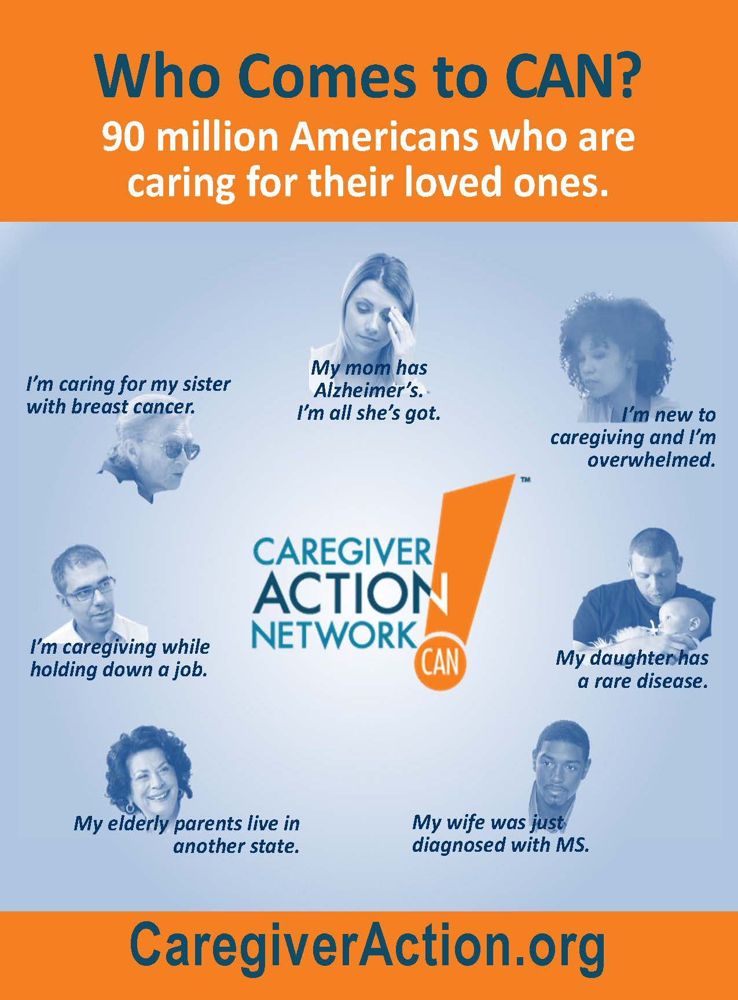 Who Comes to CAN?
90 million Americans who are
caring for their loved ones.
My mom has
Alzheimer's.
I'm all she's got.
I'm caring for my sister
with breast cancer.
I'm new to
caregiving and I'm
overwhelmed.
CAREGIVER
ACTION
NETWORK
CAN
TM
I'm caregiving while
holding down a job.
My daughter has
a rare disease.
My elderly parents live in
another state.
My wife was just
diagnosed with MS.
CaregiverAction.org